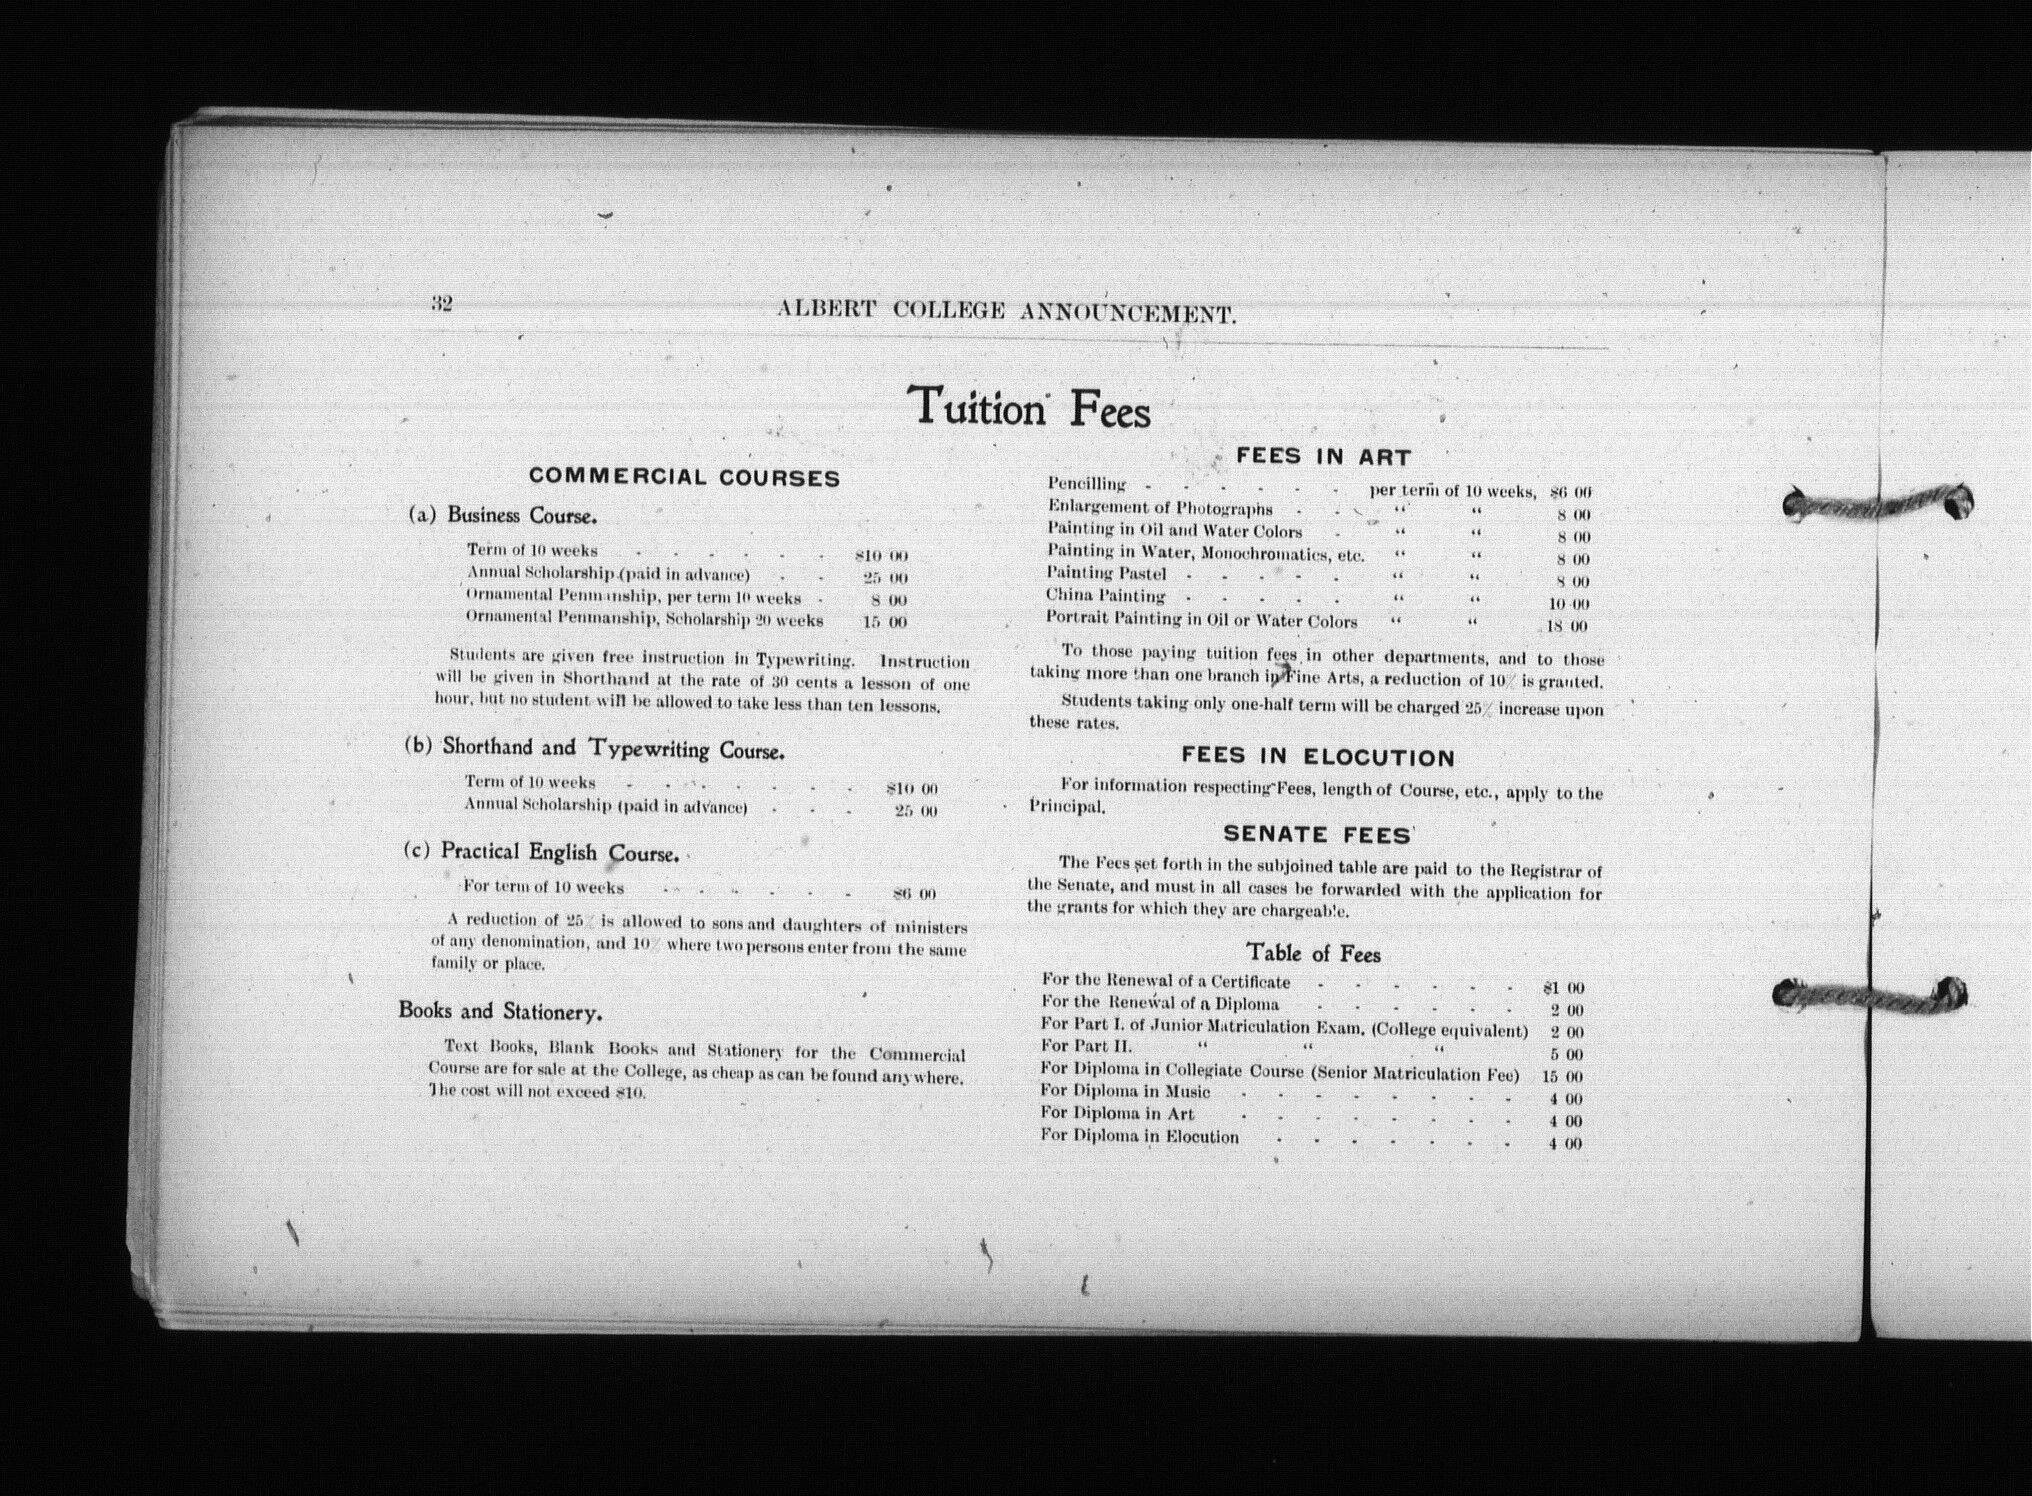 32
ALBERT COLLEGE ANNOUNCEMENT.
Tuition Fees
COMMERCIAL COURSES
(a) Business Course.
Term of 10 weeks - - - - - - $10 00
Annual Scholarship (paid in advance) - - 25 00
Ornamental Penmanship, per term 10 weeks - 8 00
Ornamental Penmanship, Scholarship 20 weeks 15 00
Students are given free instruction in Typewriting. Instruction
will be given in Shorthand at the rate of 30 cents a lesson of one
hour, but no student will be allowed to take less than ten lessons.
(b) Shorthand and Typewriting Course.
Term of 10 weeks - - - - - - - $10 00
Annual Scholarship (paid in advance) - - - 25 00
(c) Practical English Course.
For term of 10 weeks - - - - - - $6 00
A reduction of 25% is allowed to sons and daughters of ministers
of any denomination, and 10% where two persons enter from the same
family or place.
Books and Stationery.
Text Books, Blank Books and Stationery for the Commercial
Course are for sale at the College, as cheap as can be found anywhere.
The cost will not exceed $10.
FEES IN ART
Pencilling - - - - - - per term of 10 weeks, $6 00
Enlargement of Photographs - - “ “ 8 00
Painting in Oil and Water Colors - “ “ 8 00
Painting in Water, Monochromatics, etc. “ “ 8 00
Painting Pastel - - - - - “ “ 8 00
China Painting - - - - - “ “ 10 00
Portrait Painting in Oil or Water Colors “ “ 18 00
To those paying tuition fees in other departments, and to those
taking more than one branch in Fine Arts, a reduction of 10% is granted.
Students taking only one-half term will be charged 25% increase upon
these rates.
FEES IN ELOCUTION
For information respecting Fees, length of Course, etc., apply to the
Principal.
SENATE FEES
The Fees set forth in the subjoined table are paid to the Registrar of
the Senate, and must in all cases be forwarded with the application for
the grants for which they are chargeable.
Table of Fees
For the Renewal of a Certificate - - - - - - $1 00
For the Renewal of a Diploma - - - - - - 2 00
For Part I. of Junior Matriculation Exam. (College equivalent) 2 00
For Part II. “ “ “ 5 00
For Diploma in Collegiate Course (Senior Matriculation Fee) 15 00
For Diploma in Music - - - - - - - - 4 00
For Diploma in Art - - - - - - - - 4 00
For Diploma in Elocution - - - - - - - 4 00